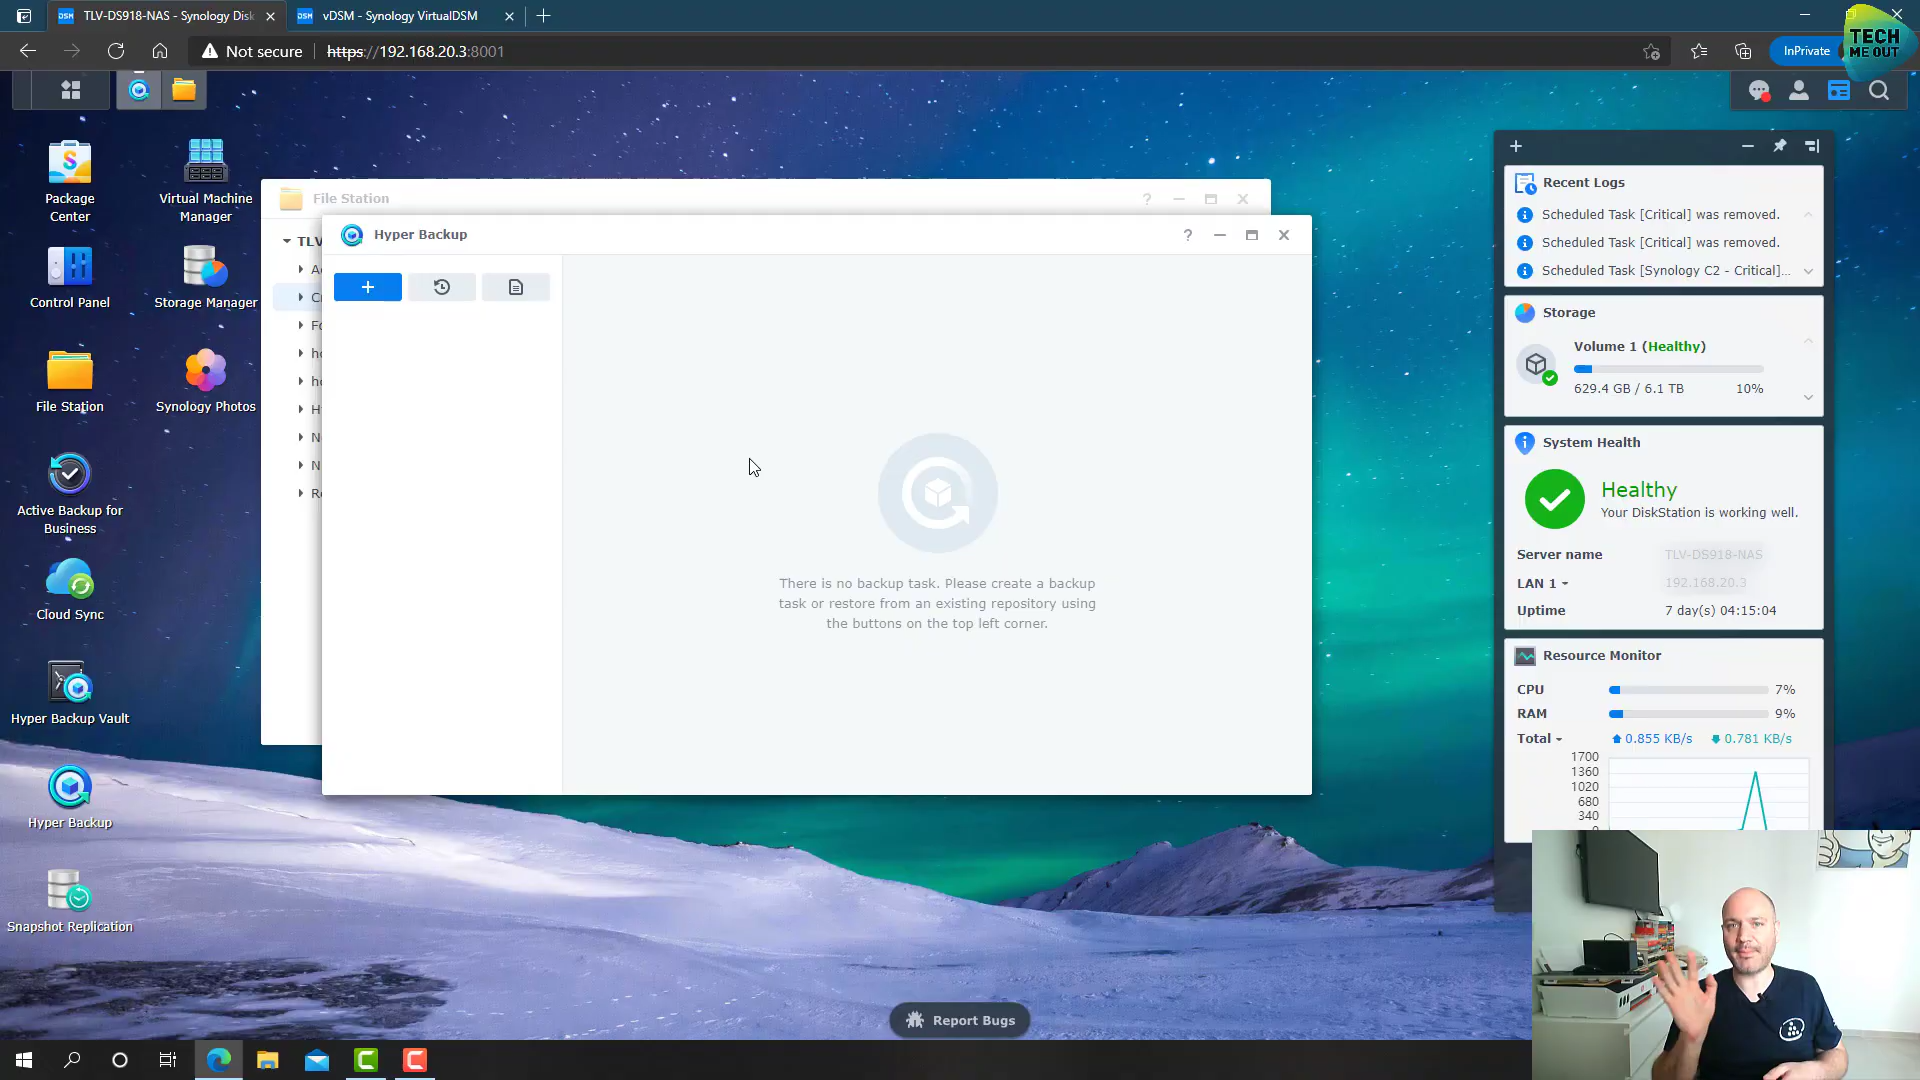 TLV-DS918-NAS - Synology Disk
vDSM - Synology VirtualDSM
Not secure
https://192.168.20.3:8001
InPrivate
TECH
ME OUT
Package
Center
Virtual Machine
Manager
Control Panel
Storage Manager
File Station
Synology Photos
Active Backup for
Business
Cloud Sync
Hyper Backup Vault
Hyper Backup
Snapshot Replication
File Station
TLV
Hyper Backup
There is no backup task. Please create a backup
task or restore from an existing repository using
the buttons on the top left corner.
Recent Logs
Scheduled Task [Critical] was removed.
Scheduled Task [Critical] was removed.
Scheduled Task [Synology C2 - Critical]...
Storage
Volume 1 (Healthy)
629.4 GB / 6.1 TB 10%
System Health
Healthy
Your DiskStation is working well.
Server name TLV-DS918-NAS
LAN 1 192.168.20.3
Uptime 7 day(s) 04:15:04
Resource Monitor
CPU 7%
RAM 9%
Total 0.855 KB/s 0.781 KB/s
1700
1360
1020
680
340
Report Bugs